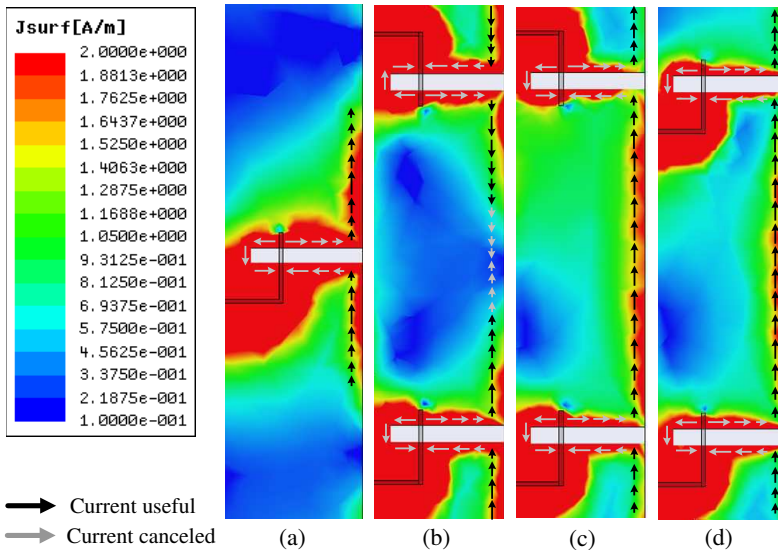 Jsurf[A/m]
2.0000e+000
1.8813e+000
1.7625e+000
1.6437e+000
1.5250e+000
1.4063e+000
1.2875e+000
1.1688e+000
1.0500e+000
9.3125e-001
8.1250e-001
6.9375e-001
5.7500e-001
4.5625e-001
3.3750e-001
2.1875e-001
1.0000e-001
Current useful
Current canceled
(a)
(b)
(c)
(d)